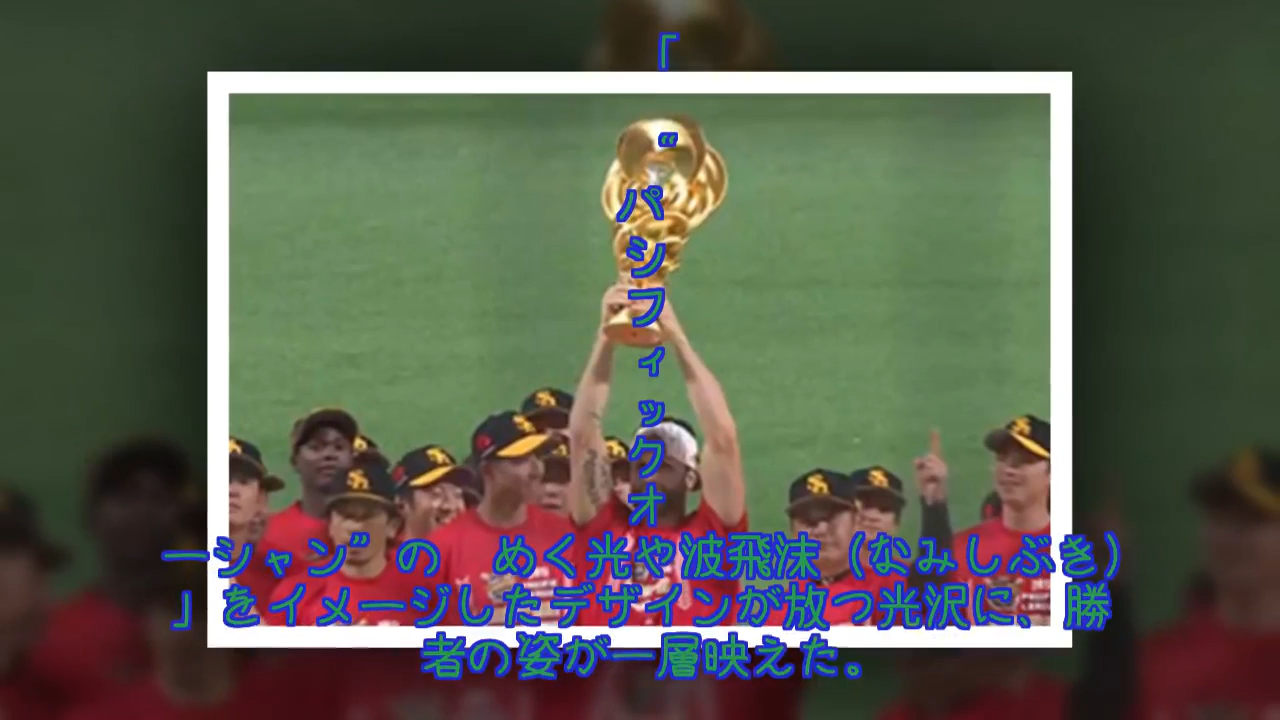 「
“
パ
シ
フ
ィ
ッ
ク
オ
ーシャン”の　めく光や波飛沫（なみしぶき）
」をイメージしたデザインが放つ光沢に、勝
者の姿が一層映えた。